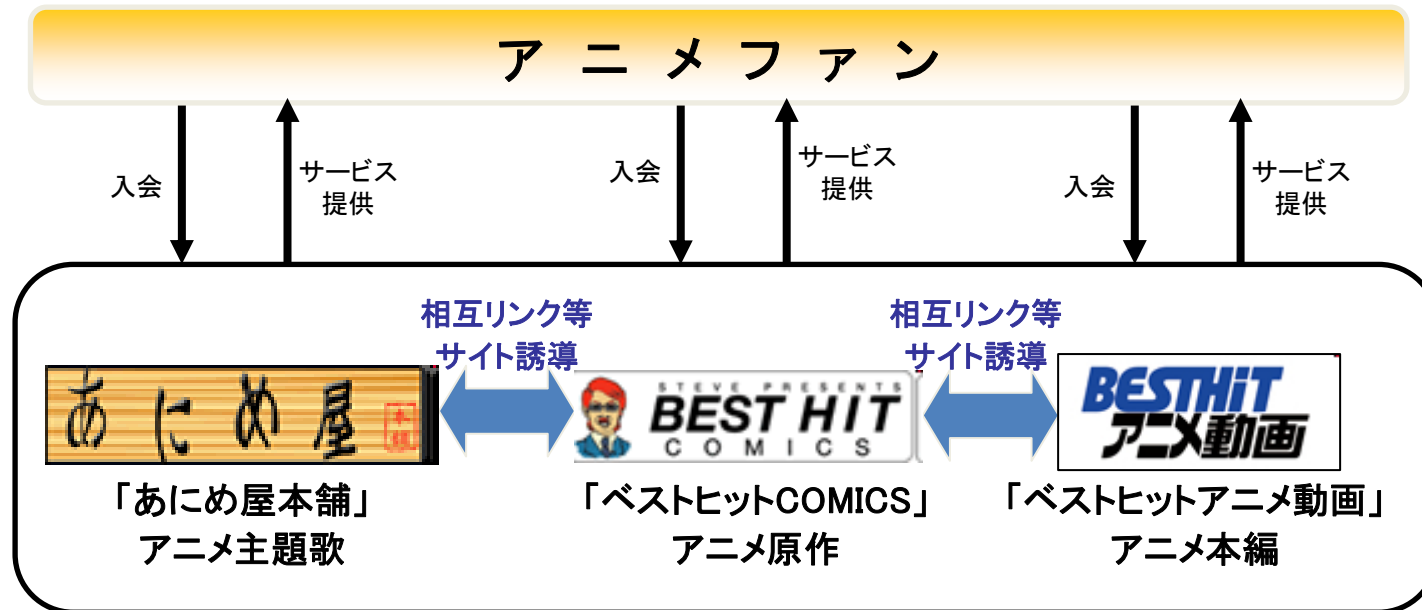 アニメファン
入会
サービス
提供
入会
サービス
提供
入会
サービス
提供
相互リンク等
サイト誘導
相互リンク等
サイト誘導
あにめ屋
STEVE PRESENTS
BEST HIT
COMICS
BESTHiT
アニメ動画
「あにめ屋本舗」
アニメ主題歌
「ベストヒットCOMICS」
アニメ原作
「ベストヒットアニメ動画」
アニメ本編